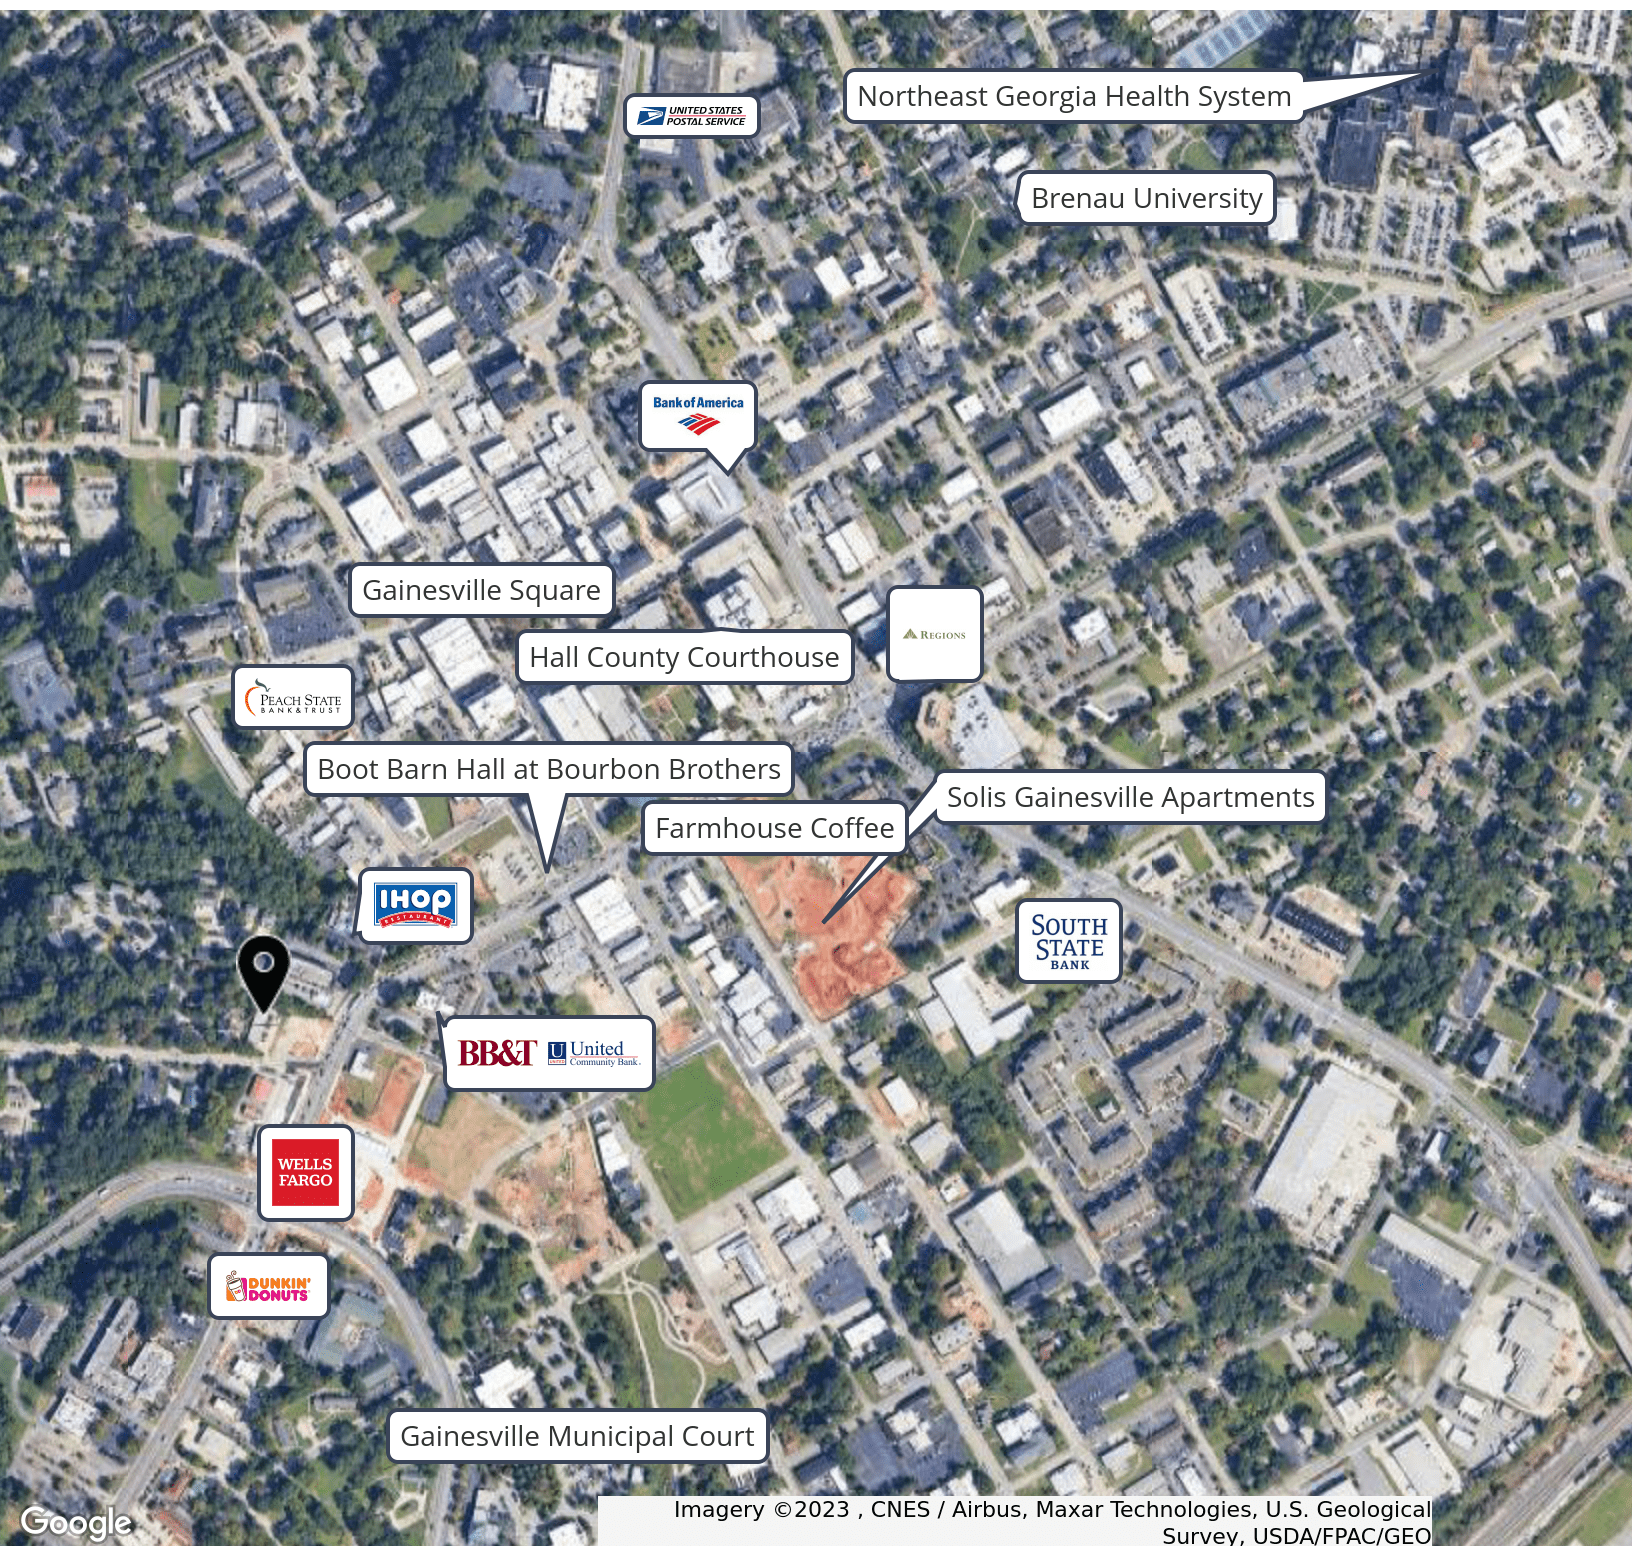 Northeast Georgia Health System
UNITED STATES
POSTAL SERVICE
Brenau University
Bank of America
Gainesville Square
REGIONS
Hall County Courthouse
PEACH STATE
BANK & TRUST
Boot Barn Hall at Bourbon Brothers
Solis Gainesville Apartments
Farmhouse Coffee
IHOP
RESTAURANT
SOUTH
STATE
BANK
BB&T
United
Community Bank
WELLS
FARGO
DUNKIN'
DONUTS
Gainesville Municipal Court
Google
Imagery ©2023 , CNES / Airbus, Maxar Technologies, U.S. Geological
Survey, USDA/FPAC/GEO